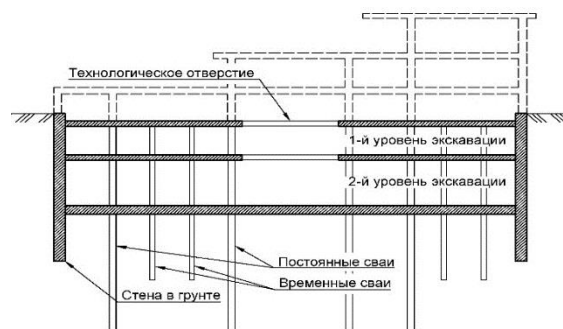 Технологическое отверстие
1-й уровень экскавации
2-й уровень экскавации
Постоянные сваи
Временные сваи
Стена в грунте